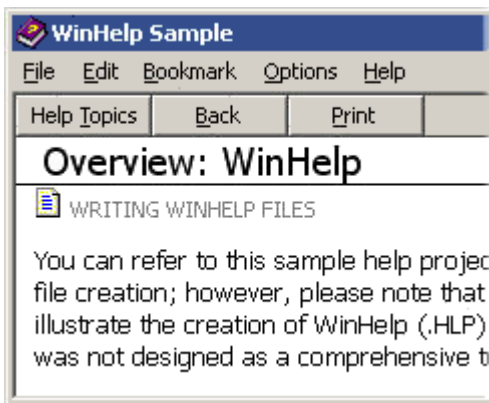 WinHelp Sample
File Edit Bookmark Options Help
Help Topics Back Print
Overview: WinHelp
WRITING WINHELP FILES
You can refer to this sample help projec
file creation; however, please note that
illustrate the creation of WinHelp (.HLP)
was not designed as a comprehensive t